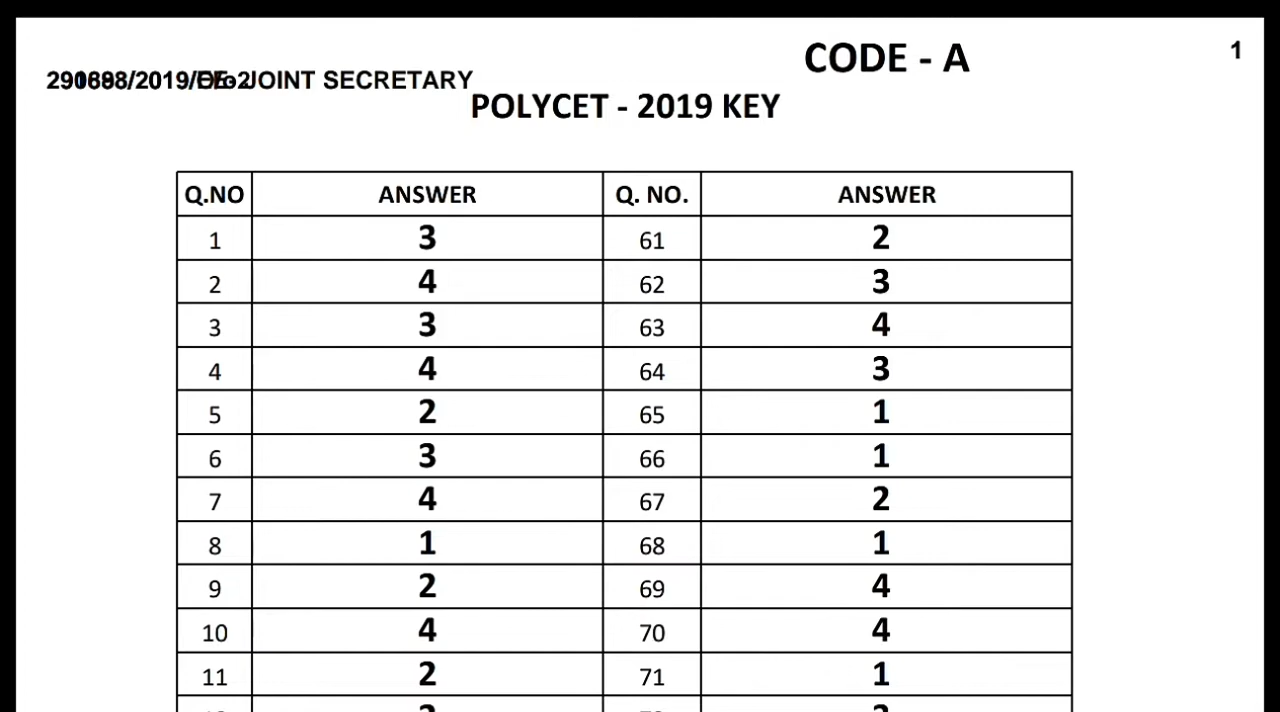 CODE - A
1
JOINT SECRETARY
POLYCET - 2019 KEY
Q.NO ANSWER Q. NO. ANSWER
1 3 61 2
2 4 62 3
3 3 63 4
4 4 64 3
5 2 65 1
6 3 66 1
7 4 67 2
8 1 68 1
9 2 69 4
10 4 70 4
11 2 71 1